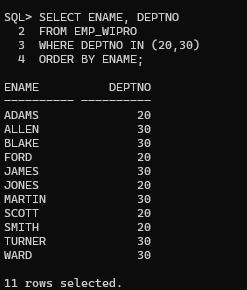 SQL> SELECT ENAME, DEPTNO
  2  FROM EMP_WIPRO
  3  WHERE DEPTNO IN (20,30)
  4  ORDER BY ENAME;
ENAME          DEPTNO
---------- ----------
ADAMS              20
ALLEN              30
BLAKE              30
FORD               20
JAMES              30
JONES              20
MARTIN             30
SCOTT              20
SMITH              20
TURNER             30
WARD               30
11 rows selected.